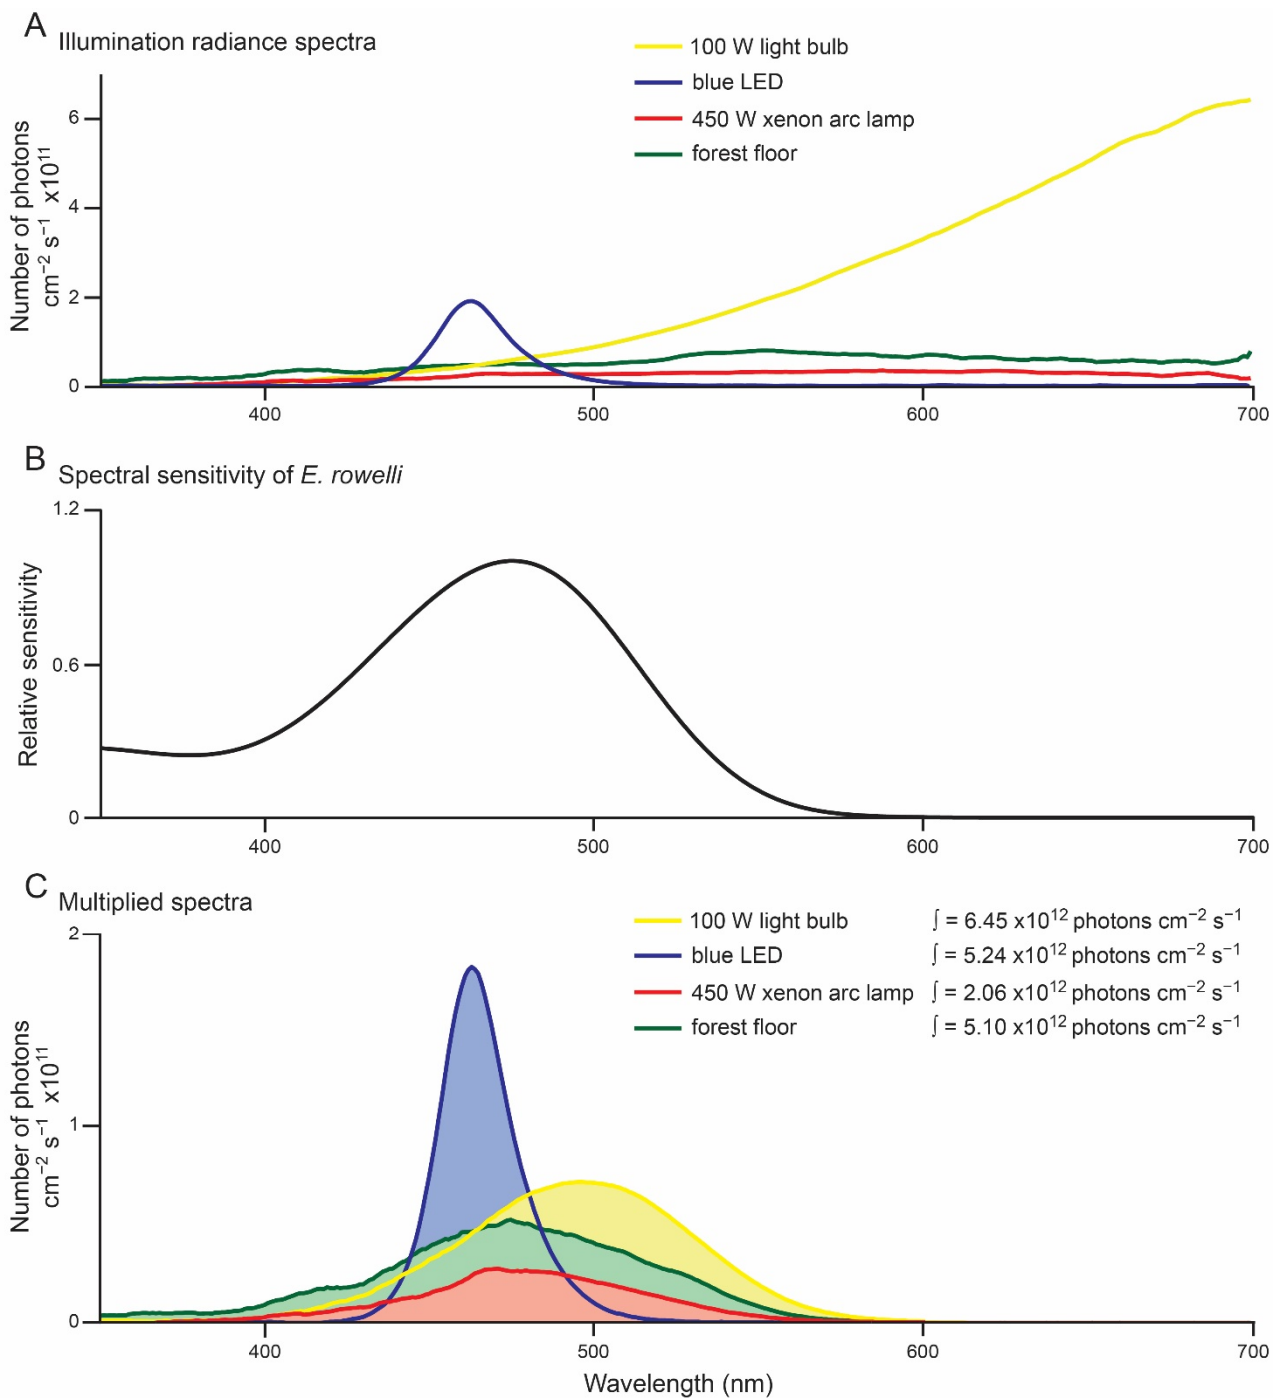 A
Illumination radiance spectra
100 W light bulb
blue LED
450 W xenon arc lamp
forest floor
Number of photons
cm⁻² s⁻¹ x10¹¹
6
4
2
0
400
500
600
700
B
Spectral sensitivity of E. rowelli
Relative sensitivity
1.2
0.6
0
400
500
600
700
C
Multiplied spectra
100 W light bulb ∫ = 6.45 x10¹² photons cm⁻² s⁻¹
blue LED ∫ = 5.24 x10¹² photons cm⁻² s⁻¹
450 W xenon arc lamp ∫ = 2.06 x10¹² photons cm⁻² s⁻¹
forest floor ∫ = 5.10 x10¹² photons cm⁻² s⁻¹
Number of photons
cm⁻² s⁻¹ x10¹¹
2
1
0
400
500
600
700
Wavelength (nm)